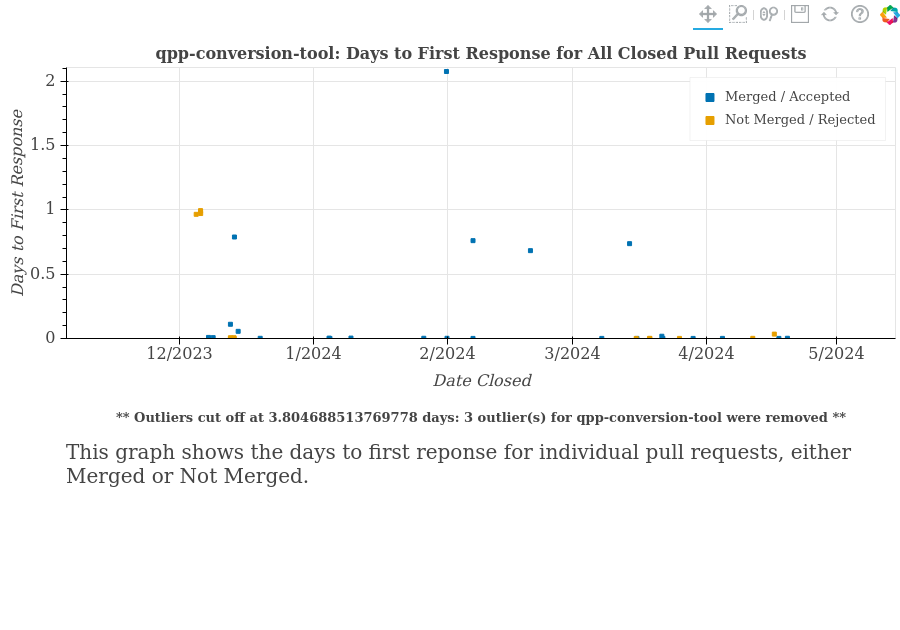 qpp-conversion-tool: Days to First Response for All Closed Pull Requests
Days to First Response
2
1.5
1
0.5
0
Merged / Accepted
Not Merged / Rejected
12/2023
1/2024
2/2024
3/2024
4/2024
5/2024
Date Closed
** Outliers cut off at 3.804688513769778 days: 3 outlier(s) for qpp-conversion-tool were removed **
This graph shows the days to first reponse for individual pull requests, either
Merged or Not Merged.